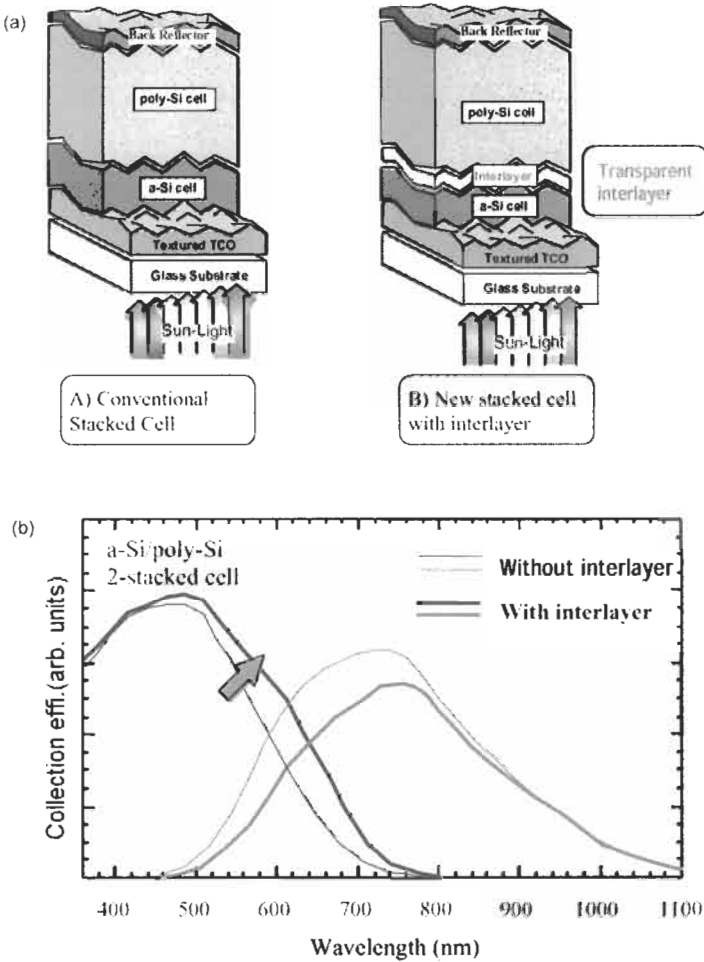 (a)
Back Reflector
poly-Si cell
a-Si cell
Textured TCO
Glass Substrate
Sun-Light
A) Conventional
Stacked Cell
Back Reflector
poly-Si cell
Interlayer
a-Si cell
Textured TCO
Glass Substrate
Sun-Light
Transparent
interlayer
B) New stacked cell
with interlayer
(b)
a-Si/poly-Si
2-stacked cell
Without interlayer
With interlayer
Collection effi.(arb. units)
400 500 600 700 800 900 1000 1100
Wavelength (nm)